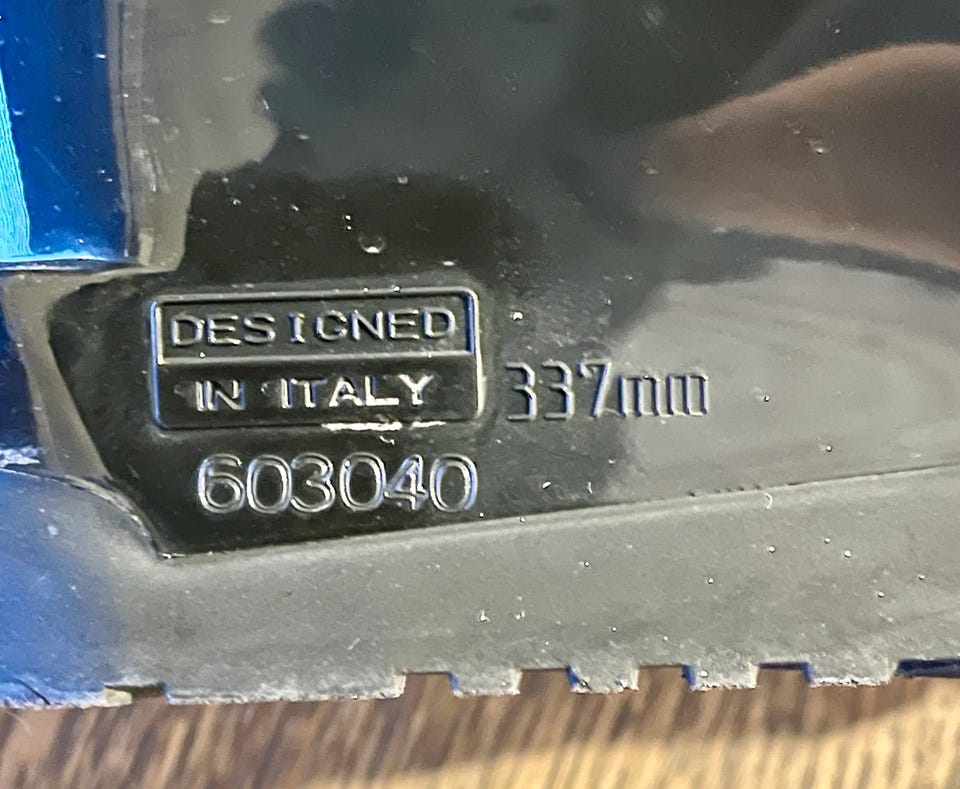 DESIGNED
IN ITALY
337mm
603040